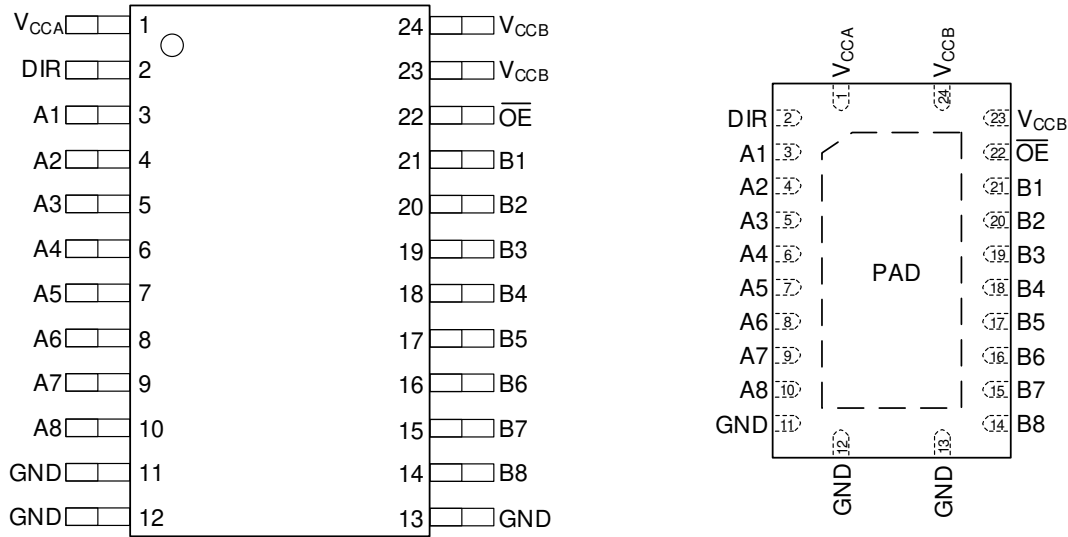 VCCA 1 24 VCCB
DIR 2 23 VCCB
A1 3 22 OE
A2 4 21 B1
A3 5 20 B2
A4 6 19 B3
A5 7 18 B4
A6 8 17 B5
A7 9 16 B6
A8 10 15 B7
GND 11 14 B8
GND 12 13 GND
VCCA VCCB
1 24
DIR 2 23 VCCB
A1 3 22 OE
A2 4 21 B1
A3 5 20 B2
A4 6 19 B3
A5 7 18 B4
A6 8 17 B5
A7 9 16 B6
A8 10 15 B7
GND 11 14 B8
PAD
12 13
GND GND